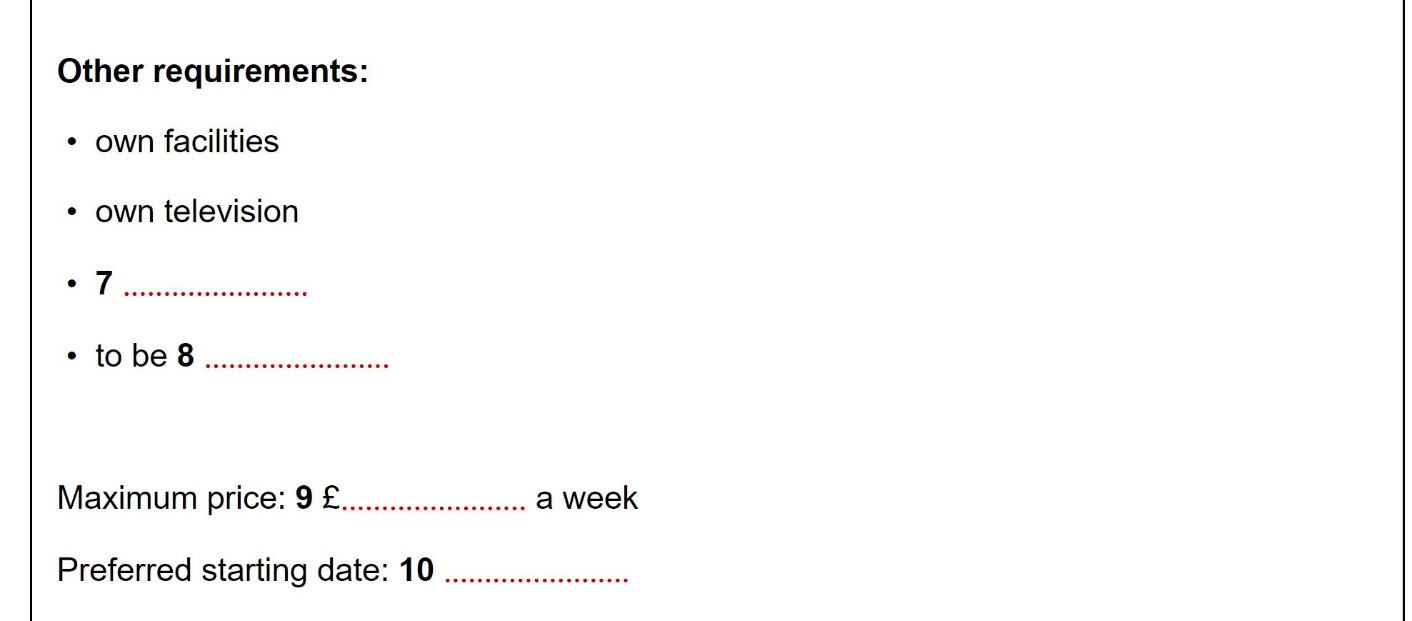 Other requirements:
• own facilities
• own television
• 7 .......................
• to be 8 .......................
Maximum price: 9 £....................... a week
Preferred starting date: 10 .......................